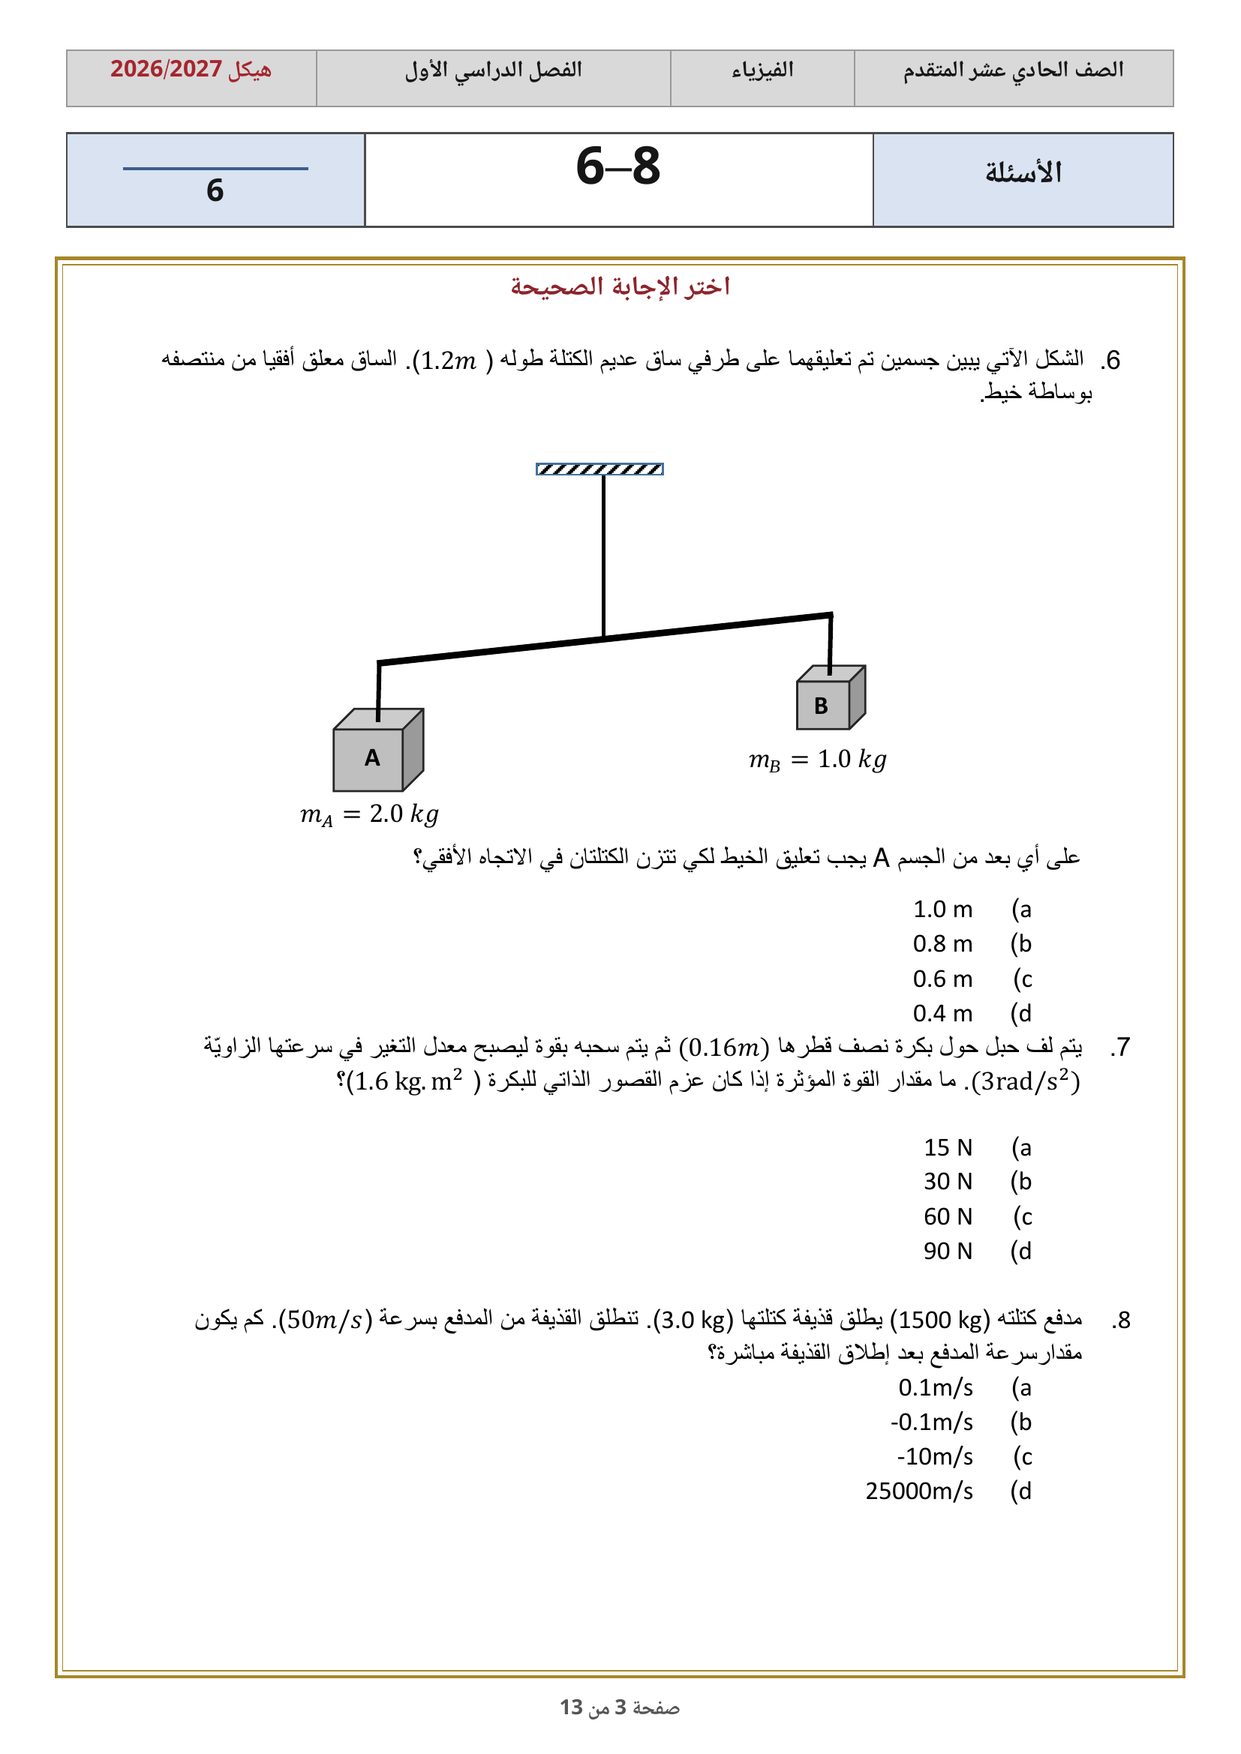 الصف الحادي عشر المتقدم
الفيزياء
الفصل الدراسي الأول
هيكل 2026/2027
الأسئلة
6–8
6
اختر الإجابة الصحيحة
6. الشكل الآتي يبين جسمين تم تعليقهما على طرفي ساق عديم الكتلة طوله ( 1.2m). الساق معلق أفقيا من منتصفه
بوساطة خيط.
B
A
m_B = 1.0 kg
m_A = 2.0 kg
على أي بعد من الجسم A يجب تعليق الخيط لكي تتزن الكتلتان في الاتجاه الأفقي؟
a) 1.0 m
b) 0.8 m
c) 0.6 m
d) 0.4 m
7. يتم لف حبل حول بكرة نصف قطرها (0.16m) ثم يتم سحبه بقوة ليصبح معدل التغير في سرعتها الزاويّة
(3rad/s²). ما مقدار القوة المؤثرة إذا كان عزم القصور الذاتي للبكرة ( 1.6 kg.m²)؟
a) 15 N
b) 30 N
c) 60 N
d) 90 N
8. مدفع كتلته (1500 kg) يطلق قذيفة كتلتها (3.0 kg). تنطلق القذيفة من المدفع بسرعة (50m/s). كم يكون
مقدارسرعة المدفع بعد إطلاق القذيفة مباشرة؟
a) 0.1m/s
b) -0.1m/s
c) -10m/s
d) 25000m/s
صفحة 3 من 13